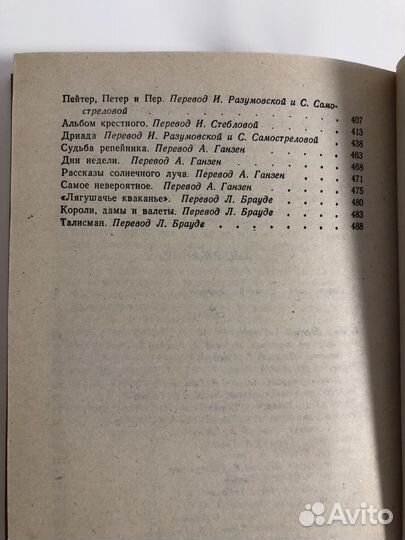 Пейтер, Петер и Пер. Перевод И. Разумовской и С. Само-
стреловой . . . . . . . . . . 407
Альбом крестного. Перевод И. Стебловой . . . . 413
Дриада Перевод И. Разумовской и С. Самостреловой . 438
Судьба репейника. Перевод А. Ганзен . . . . . 463
Дни недели. Перевод А. Ганзен . . . . . . 468
Рассказы солнечного луча. Перевод А. Ганзен . . . 471
Самое невероятное. Перевод А. Ганзен . . . . . 475
«Лягушачье кваканье». Перевод Л. Брауде . . . . 480
Короли, дамы и валеты. Перевод Л. Брауде . . . . 483
Талисман. Перевод Л. Брауде . . . . . . . 488
Avito